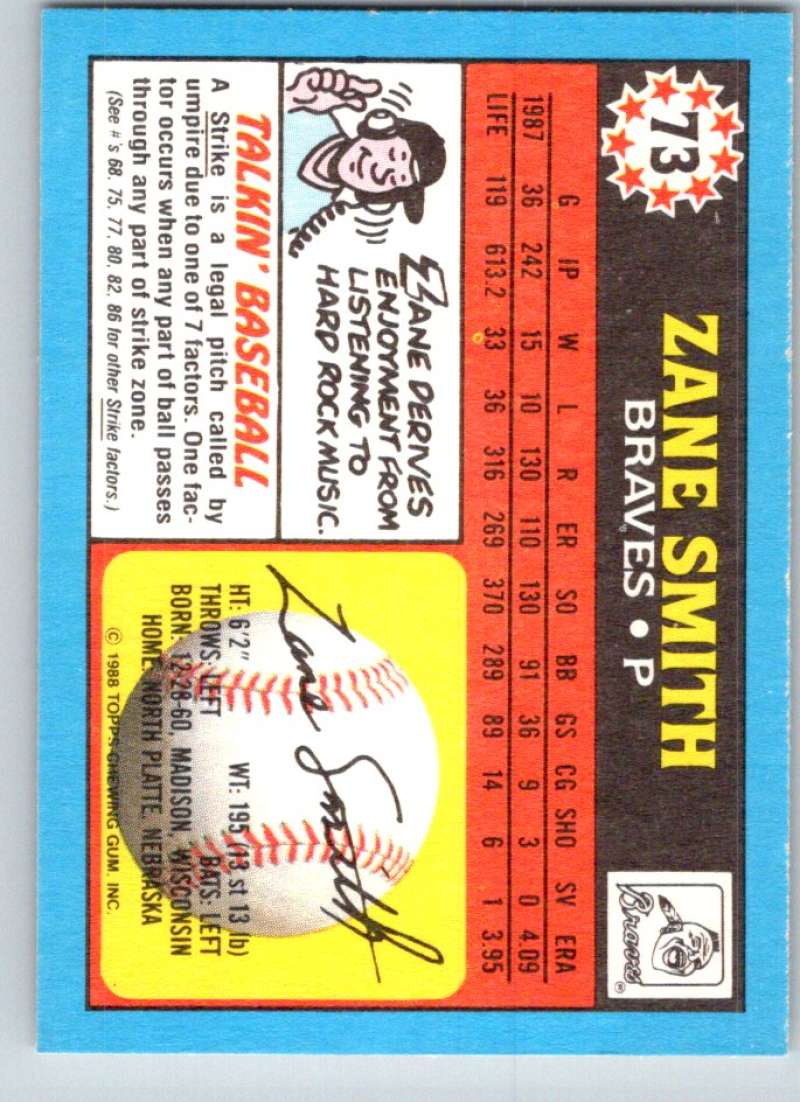 73
ZANE SMITH
BRAVES • P
Braves
®
G IP W L R ER SO BB GS CG SHO SV ERA
1987 36 242 15 10 130 110 130 91 36 9 3 0 4.09
LIFE 119 613.2 33 36 316 269 370 289 89 14 6 1 3.95
ZANE DERIVES
ENJOYMENT FROM
LISTENING TO
HARD ROCK MUSIC.
TALKIN' BASEBALL
A Strike is a legal pitch called by
umpire due to one of 7 factors. One fac-
tor occurs when any part of ball passes
through any part of strike zone.
(See #'s 68, 75, 77, 80, 82, 86 for other Strike factors.)
Zane Smith
HT: 6'2" WT: 195 (13 st 13 lb)
THROWS: LEFT BATS: LEFT
BORN: 12-28-60, MADISON, WISCONSIN
HOME: NORTH PLATTE, NEBRASKA
© 1988 TOPPS CHEWING GUM, INC.